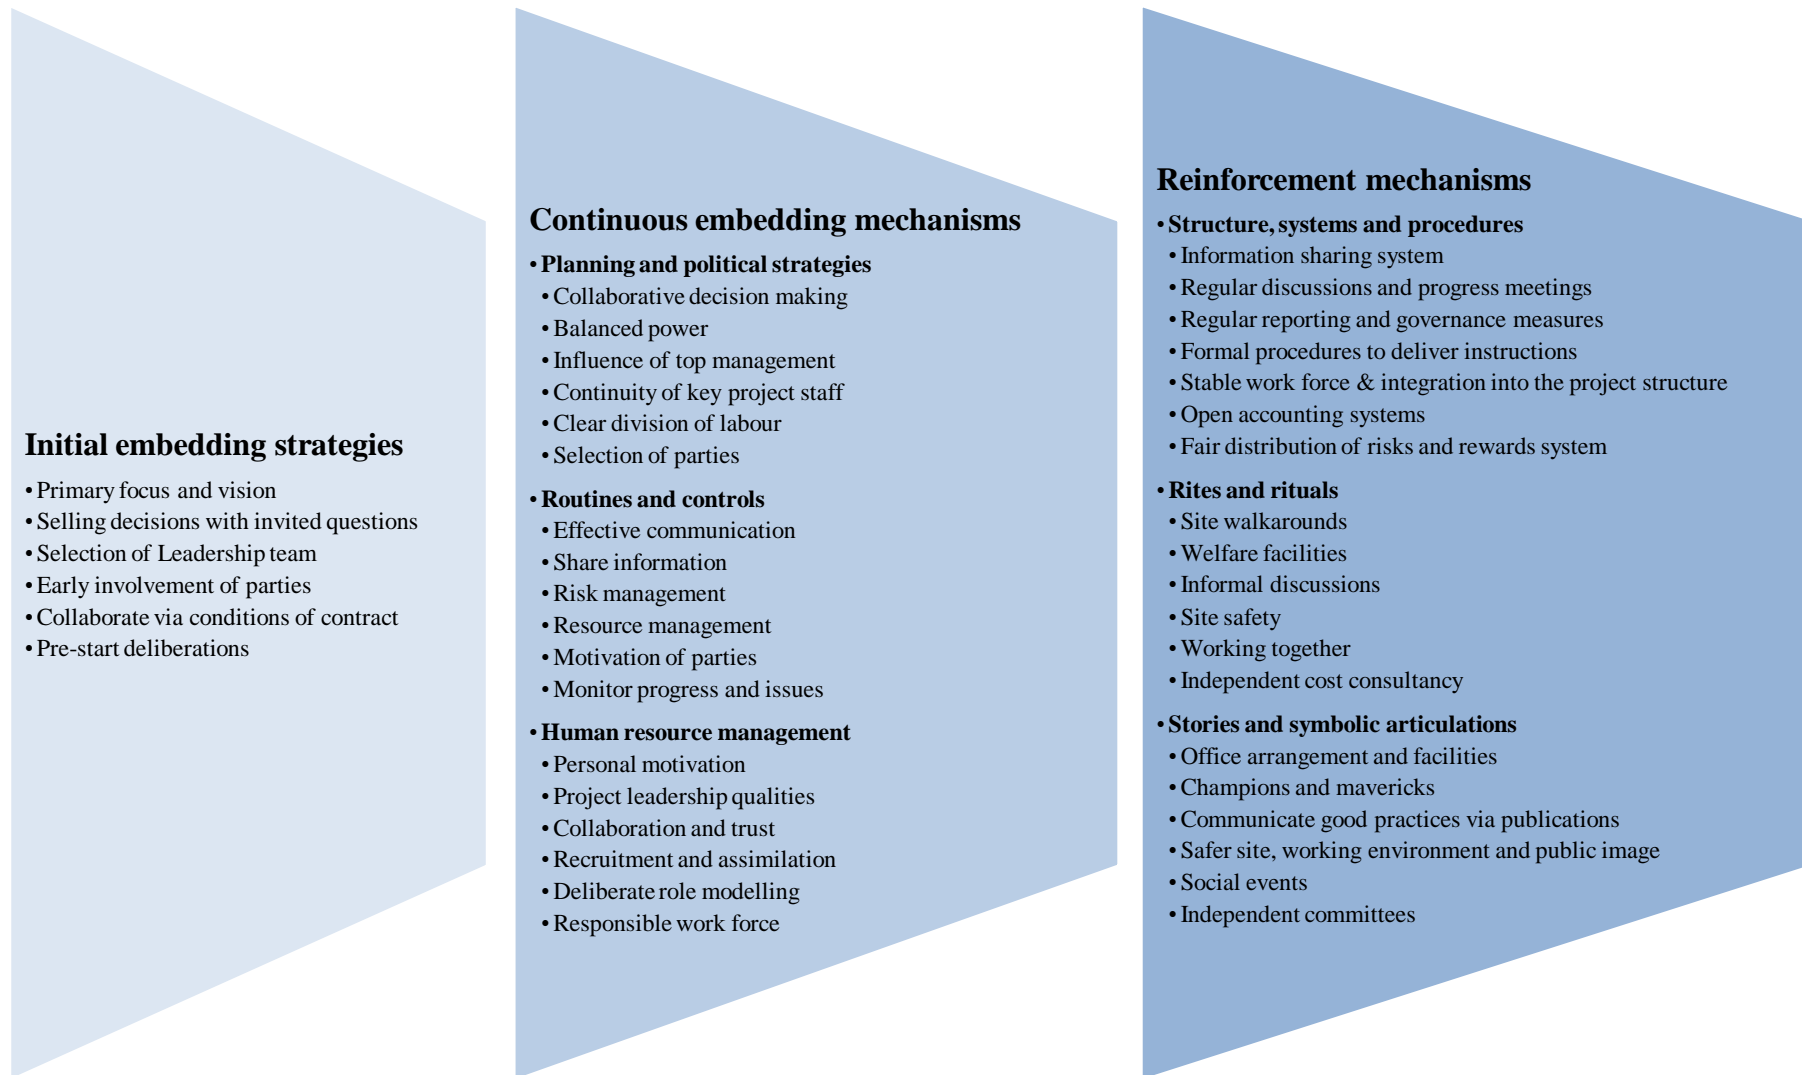 Initial embedding strategies
• Primary focus and vision
• Selling decisions with invited questions
• Selection of Leadership team
• Early involvement of parties
• Collaborate via conditions of contract
• Pre-start deliberations
Continuous embedding mechanisms
• Planning and political strategies
• Collaborative decision making
• Balanced power
• Influence of top management
• Continuity of key project staff
• Clear division of labour
• Selection of parties
• Routines and controls
• Effective communication
• Share information
• Risk management
• Resource management
• Motivation of parties
• Monitor progress and issues
• Human resource management
• Personal motivation
• Project leadership qualities
• Collaboration and trust
• Recruitment and assimilation
• Deliberate role modelling
• Responsible work force
Reinforcement mechanisms
• Structure, systems and procedures
• Information sharing system
• Regular discussions and progress meetings
• Regular reporting and governance measures
• Formal procedures to deliver instructions
• Stable work force & integration into the project structure
• Open accounting systems
• Fair distribution of risks and rewards system
• Rites and rituals
• Site walkarounds
• Welfare facilities
• Informal discussions
• Site safety
• Working together
• Independent cost consultancy
• Stories and symbolic articulations
• Office arrangement and facilities
• Champions and mavericks
• Communicate good practices via publications
• Safer site, working environment and public image
• Social events
• Independent committees